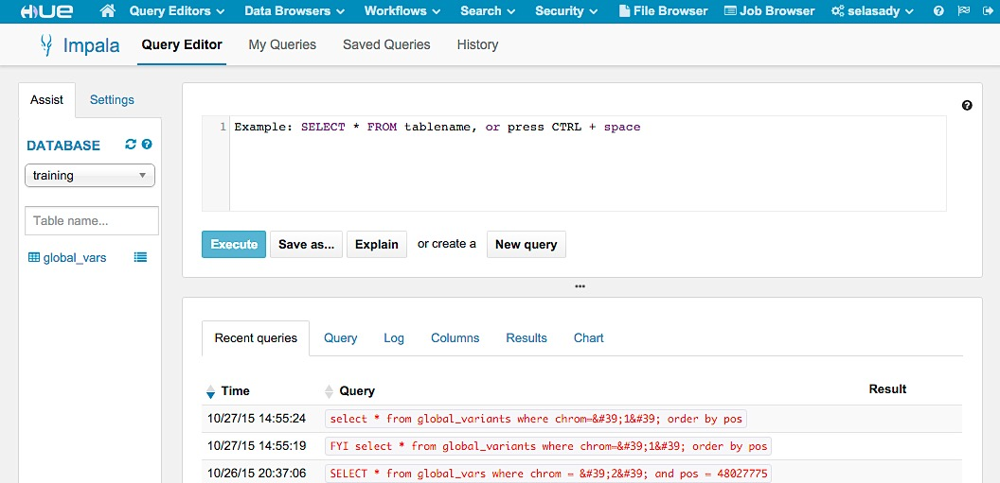 HUE Query Editors Data Browsers Workflows Search Security File Browser Job Browser selasady
Impala Query Editor My Queries Saved Queries History
Assist Settings
DATABASE
training
Table name...
global_vars
1 Example: SELECT * FROM tablename, or press CTRL + space
Execute Save as... Explain or create a New query
Recent queries Query Log Columns Results Chart
Time Query Result
10/27/15 14:55:24 select * from global_variants where chrom=&#39;1&#39; order by pos
10/27/15 14:55:19 FYI select * from global_variants where chrom=&#39;1&#39; order by pos
10/26/15 20:37:06 SELECT * from global_vars where chrom = &#39;2&#39; and pos = 48027775